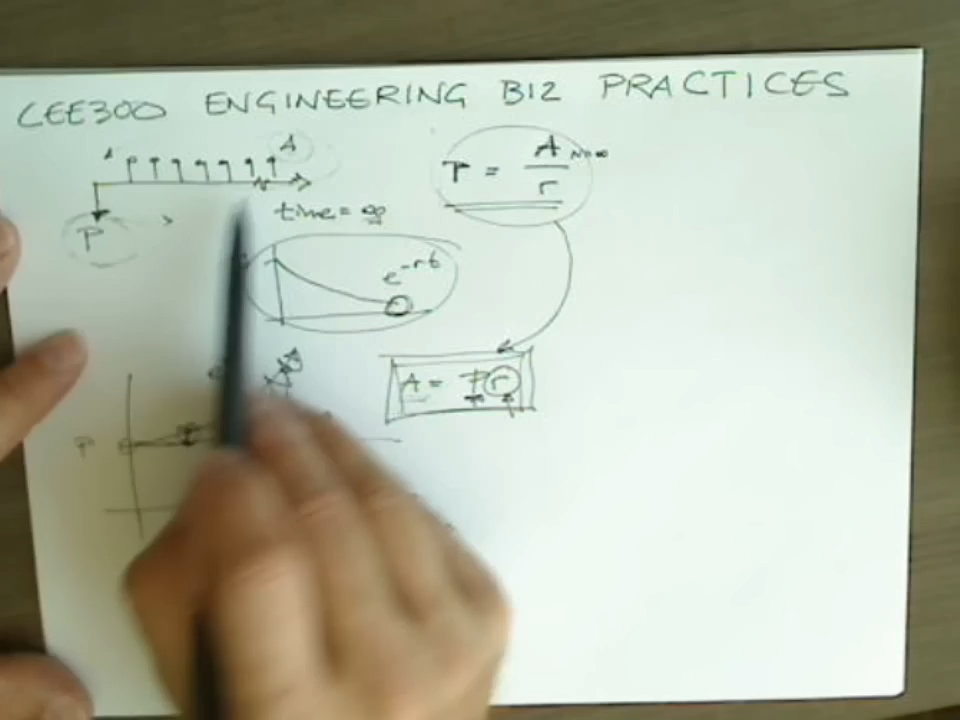 CEE300 ENGINEERING BIZ PRACTICES
A
P
time = ∞
P = A / r
e^-rt
A = Pr
P